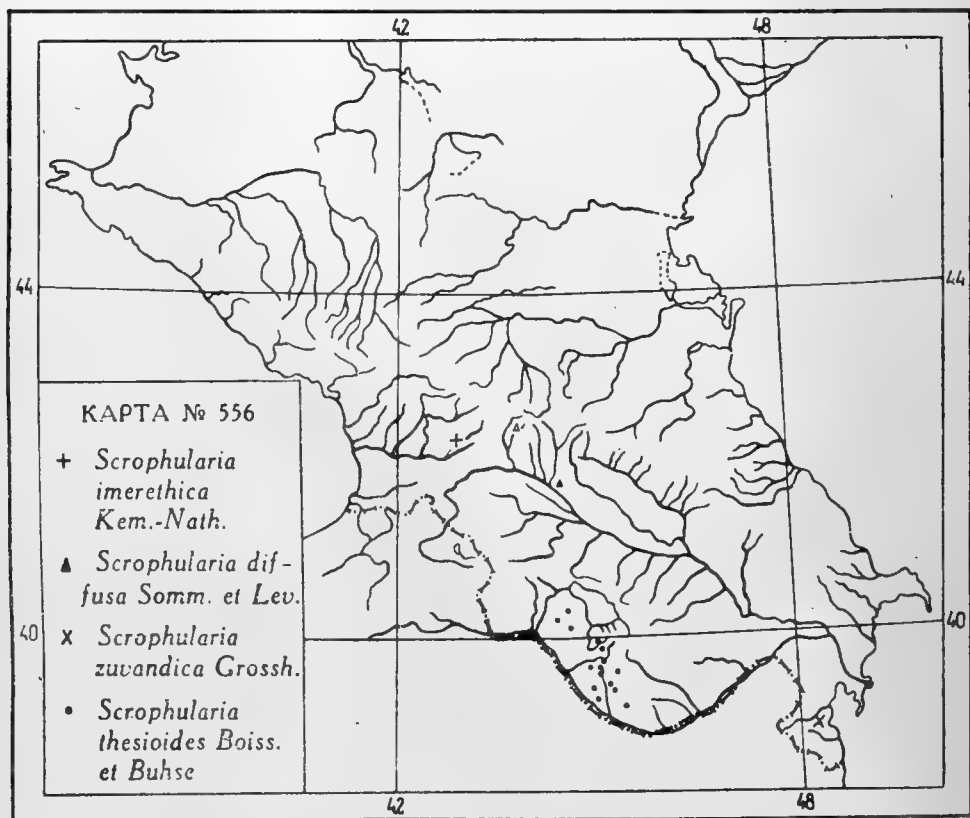 42 48
44 44
КАРТА № 556
+ Scrophularia
imerethica
Kem.-Nath.
▲ Scrophularia dif-
fusa Somm. et Lev.
40 40
x Scrophularia
zuvandica Grossh.
• Scrophularia
thesioides Boiss.
et Buhse
42 48